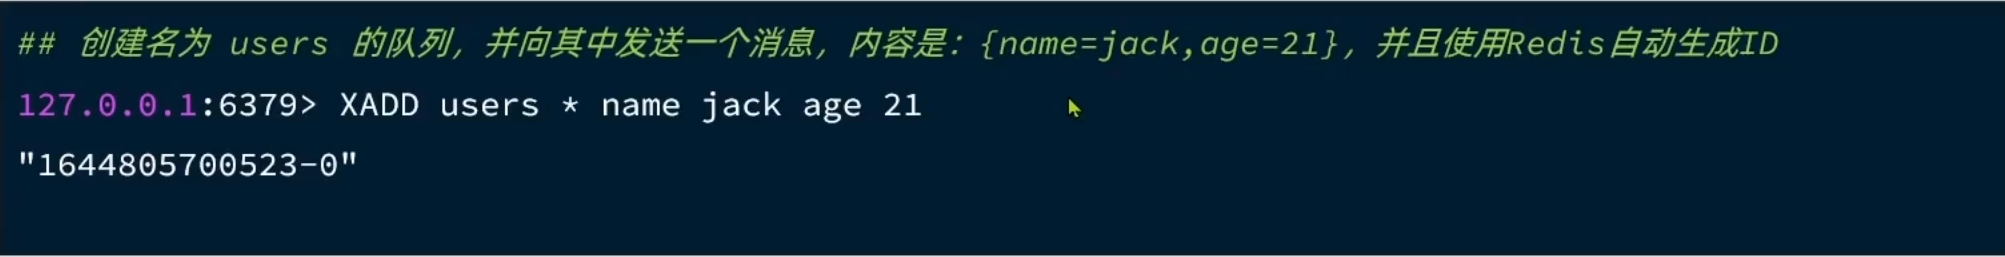 ## 创建名为 users 的队列，并向其中发送一个消息，内容是：{name=jack,age=21}，并且使用Redis自动生成ID
127.0.0.1:6379> XADD users * name jack age 21
"1644805700523-0"